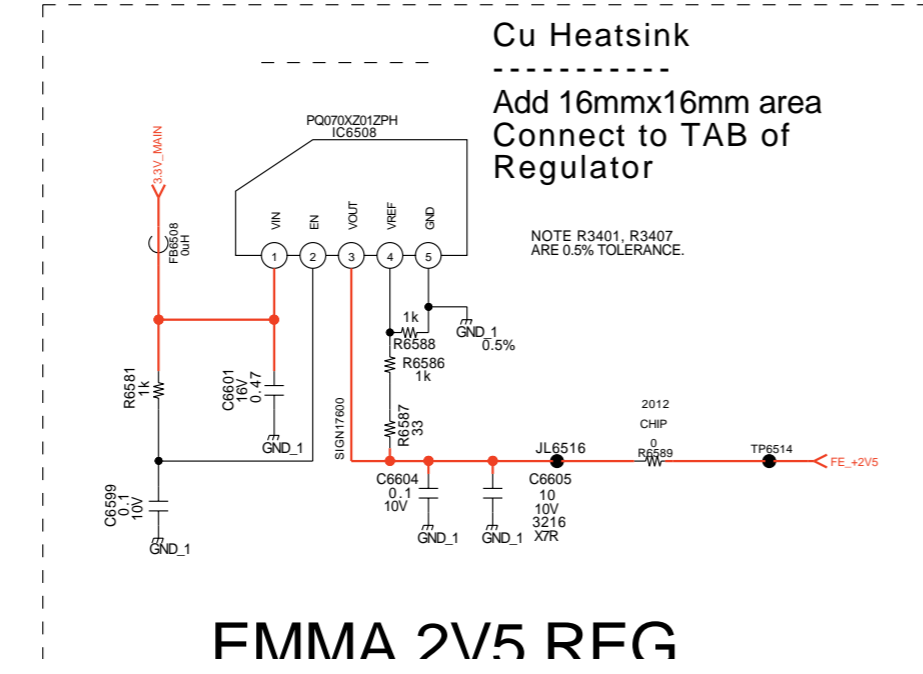 Cu Heatsink
-----------
Add 16mmx16mm area
Connect to TAB of
Regulator
PQ070XZ01ZPH
IC6508
NOTE R3401, R3407
ARE 0.5% TOLERANCE.
3.3V_MAIN
FB6508
0uH
VIN
EN
VOUT
VREF
GND
1
2
3
4
5
1k
R6588
GND_1
0.5%
R6586
1k
R6581
1k
C6601
16V
0.47
GND_1
SIGN17600
R6587
33
2012
CHIP
0
R6589
JL6516
TP6514
FE_+2V5
C6599
0.1
10V
GND_1
C6604
0.1
10V
GND_1
GND_1
C6605
10
10V
3216
X7R
EMMA 2V5 REG